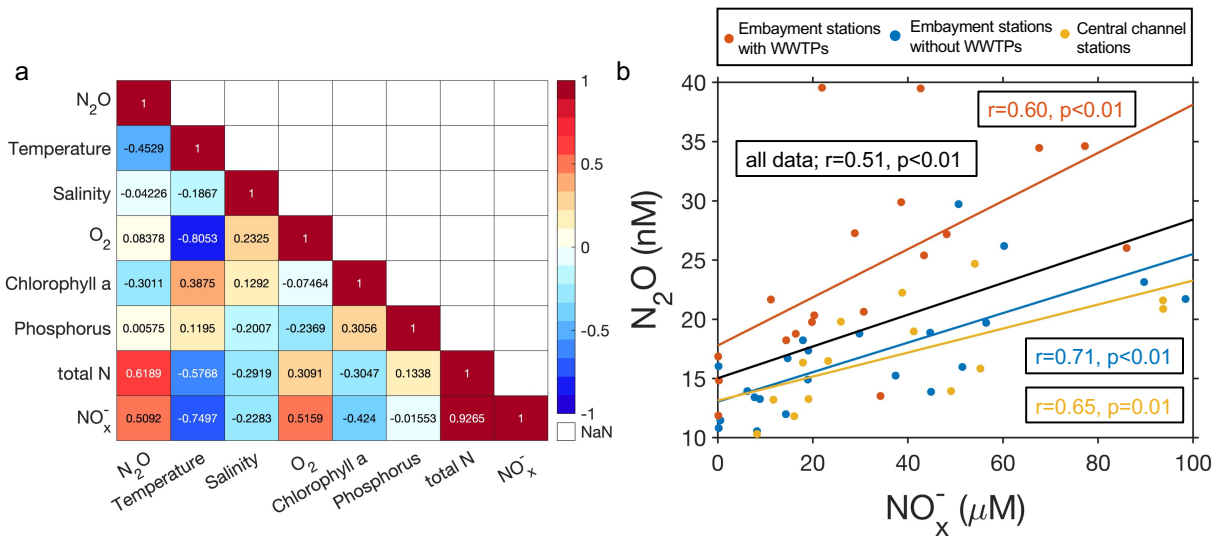 Embayment stations with WWTPs
Embayment stations without WWTPs
Central channel stations
a
N₂O
1
Temperature
-0.4529
1
Salinity
-0.04226
-0.1867
1
O₂
0.08378
-0.8053
0.2325
1
Chlorophyll a
-0.3011
0.3875
0.1292
-0.07464
1
Phosphorus
0.00575
0.1195
-0.2007
-0.2369
0.3056
1
total N
0.6189
-0.5768
-0.2919
0.3091
-0.3047
0.1338
1
NOₓ⁻
0.5092
-0.7497
-0.2283
0.5159
-0.424
-0.01553
0.9265
1
N₂O
Temperature
Salinity
O₂
Chlorophyll a
Phosphorus
total N
NOₓ⁻
1
0.5
0
-0.5
-1
NaN
b
40
35
30
25
20
15
10
N₂O (nM)
r=0.60, p<0.01
all data; r=0.51, p<0.01
r=0.71, p<0.01
r=0.65, p=0.01
0
20
40
60
80
100
NOₓ⁻ (μM)